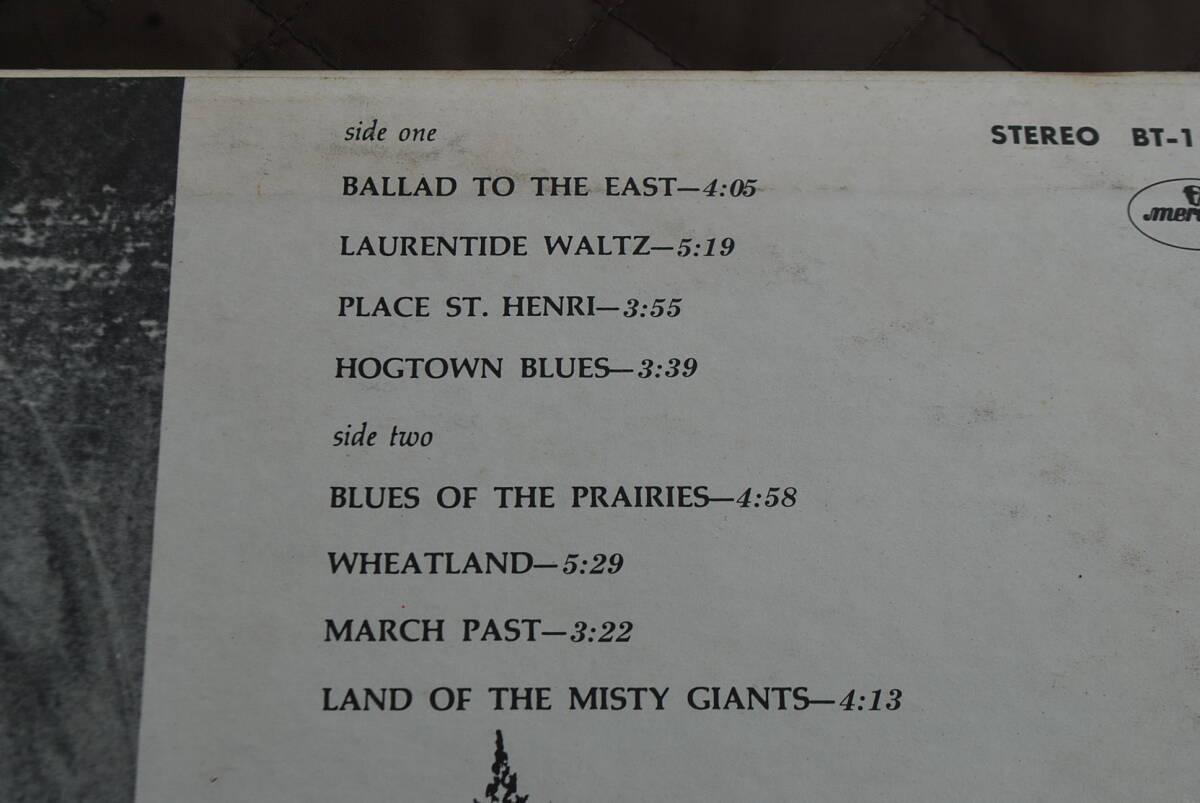 side one
BALLAD TO THE EAST—4:05
LAURENTIDE WALTZ—5:19
PLACE ST. HENRI—3:55
HOGTOWN BLUES—3:39
side two
BLUES OF THE PRAIRIES—4:58
WHEATLAND—5:29
MARCH PAST—3:22
LAND OF THE MISTY GIANTS—4:13
STEREO BT-1